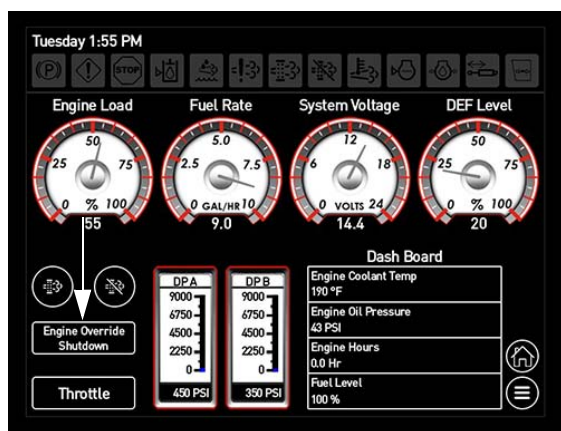 Tuesday 1:55 PM
(P) STOP
Engine Load
Fuel Rate
System Voltage
DEF Level
50
25 75
0 % 100
55
5.0
2.5 7.5
0 GAL/HR 10
9.0
12
6 18
0 VOLTS 24
14.4
50
25 75
0 % 100
20
Engine Override
Shutdown
Throttle
DP A
9000
6750
4500
2250
0
450 PSI
DP B
9000
6750
4500
2250
0
350 PSI
Dash Board
Engine Coolant Temp
190 °F
Engine Oil Pressure
43 PSI
Engine Hours
0.0 Hr
Fuel Level
100 %